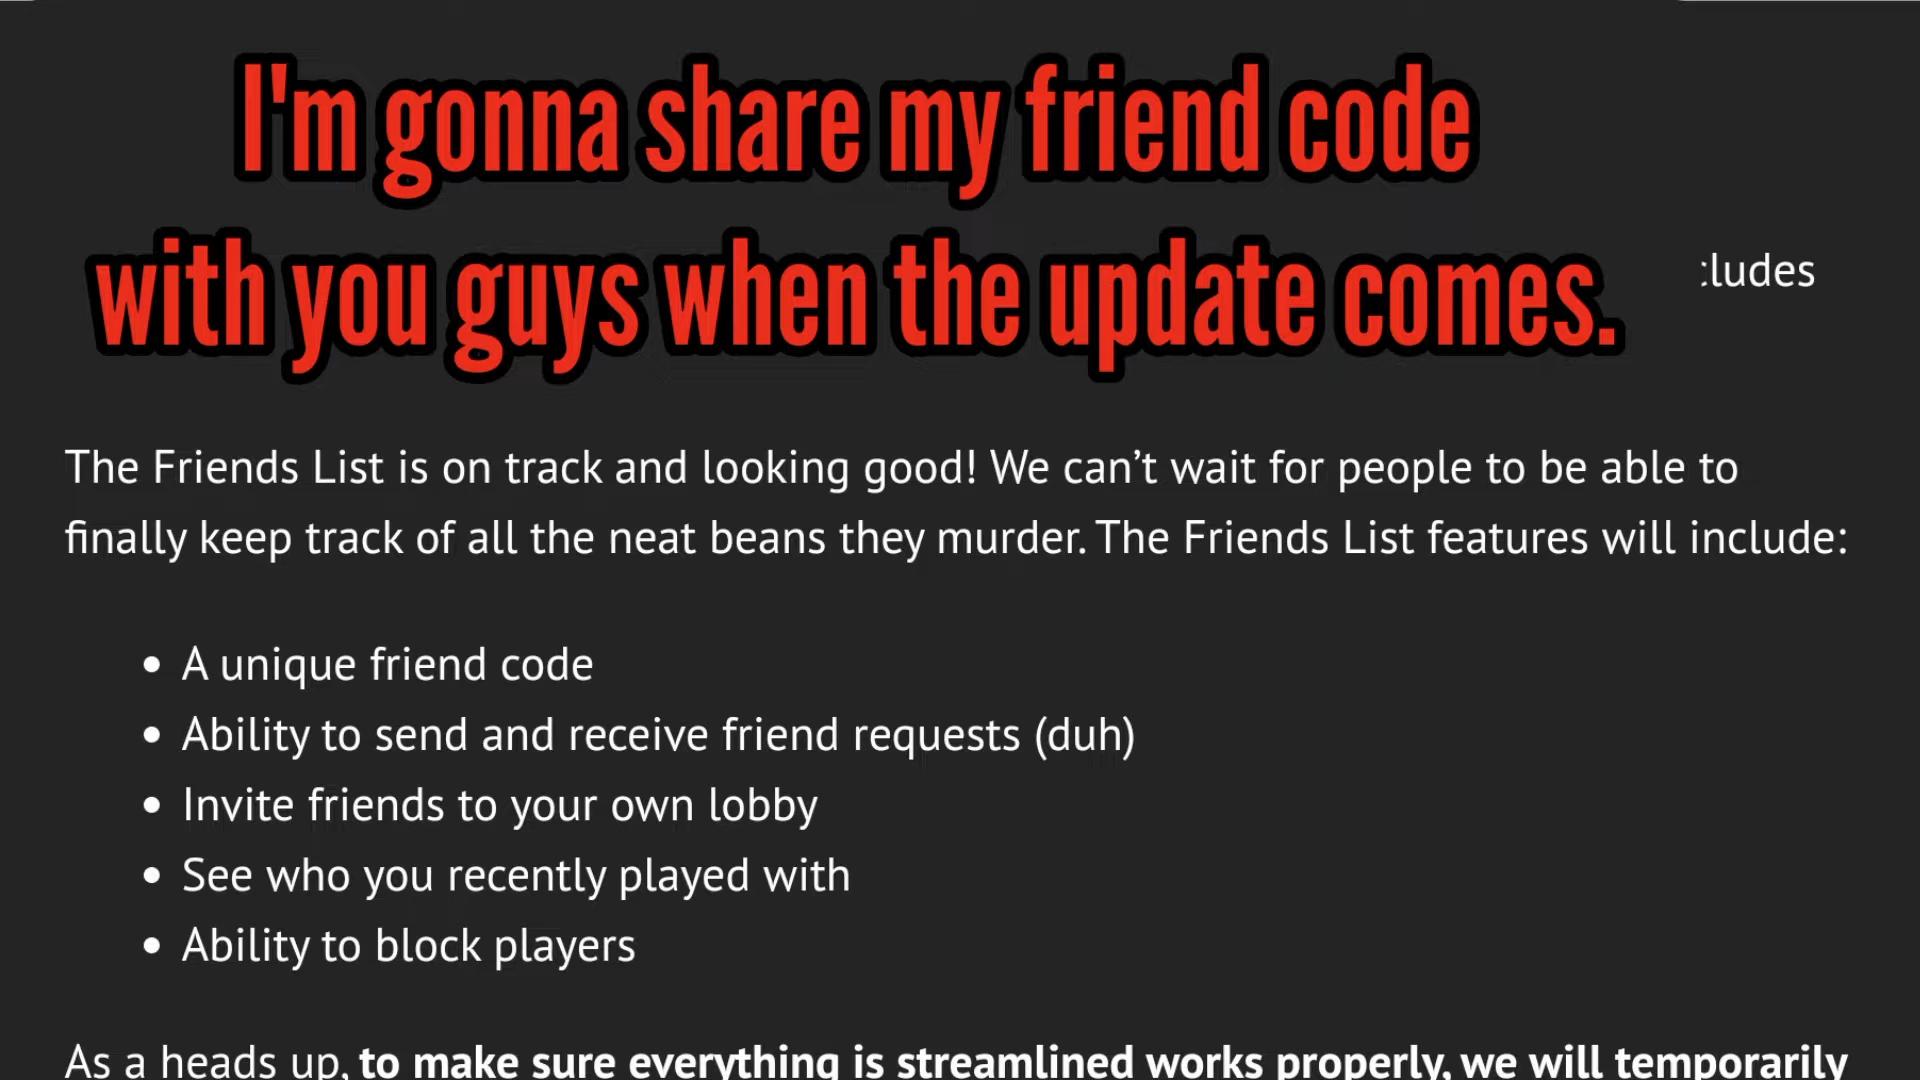 I'm gonna share my friend code
with you guys when the update comes.
The Friends List is on track and looking good! We can’t wait for people to be able to
finally keep track of all the neat beans they murder. The Friends List features will include:
• A unique friend code
• Ability to send and receive friend requests (duh)
• Invite friends to your own lobby
• See who you recently played with
• Ability to block players
As a heads up, to make sure everything is streamlined works properly, we will temporarily